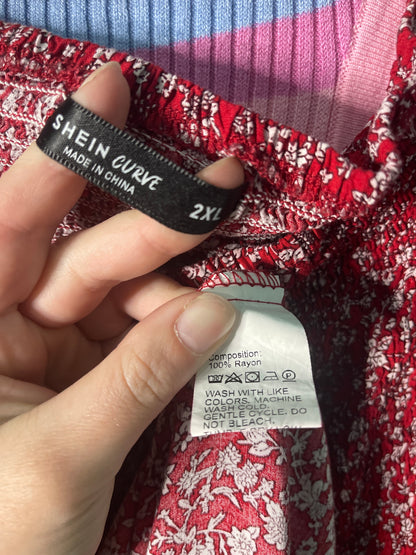 SHEIN CURVE
MADE IN CHINA
2XL
Composition:
100% Rayon
WASH WITH LIKE
COLORS. MACHINE
WASH COLD.
GENTLE CYCLE. DO
NOT BLEACH.